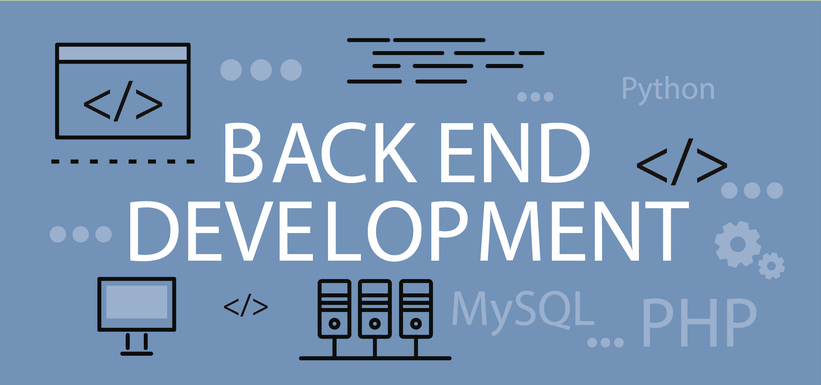 </>
Python
BACK END
</>
DEVELOPMENT
</>
MySQL
PHP